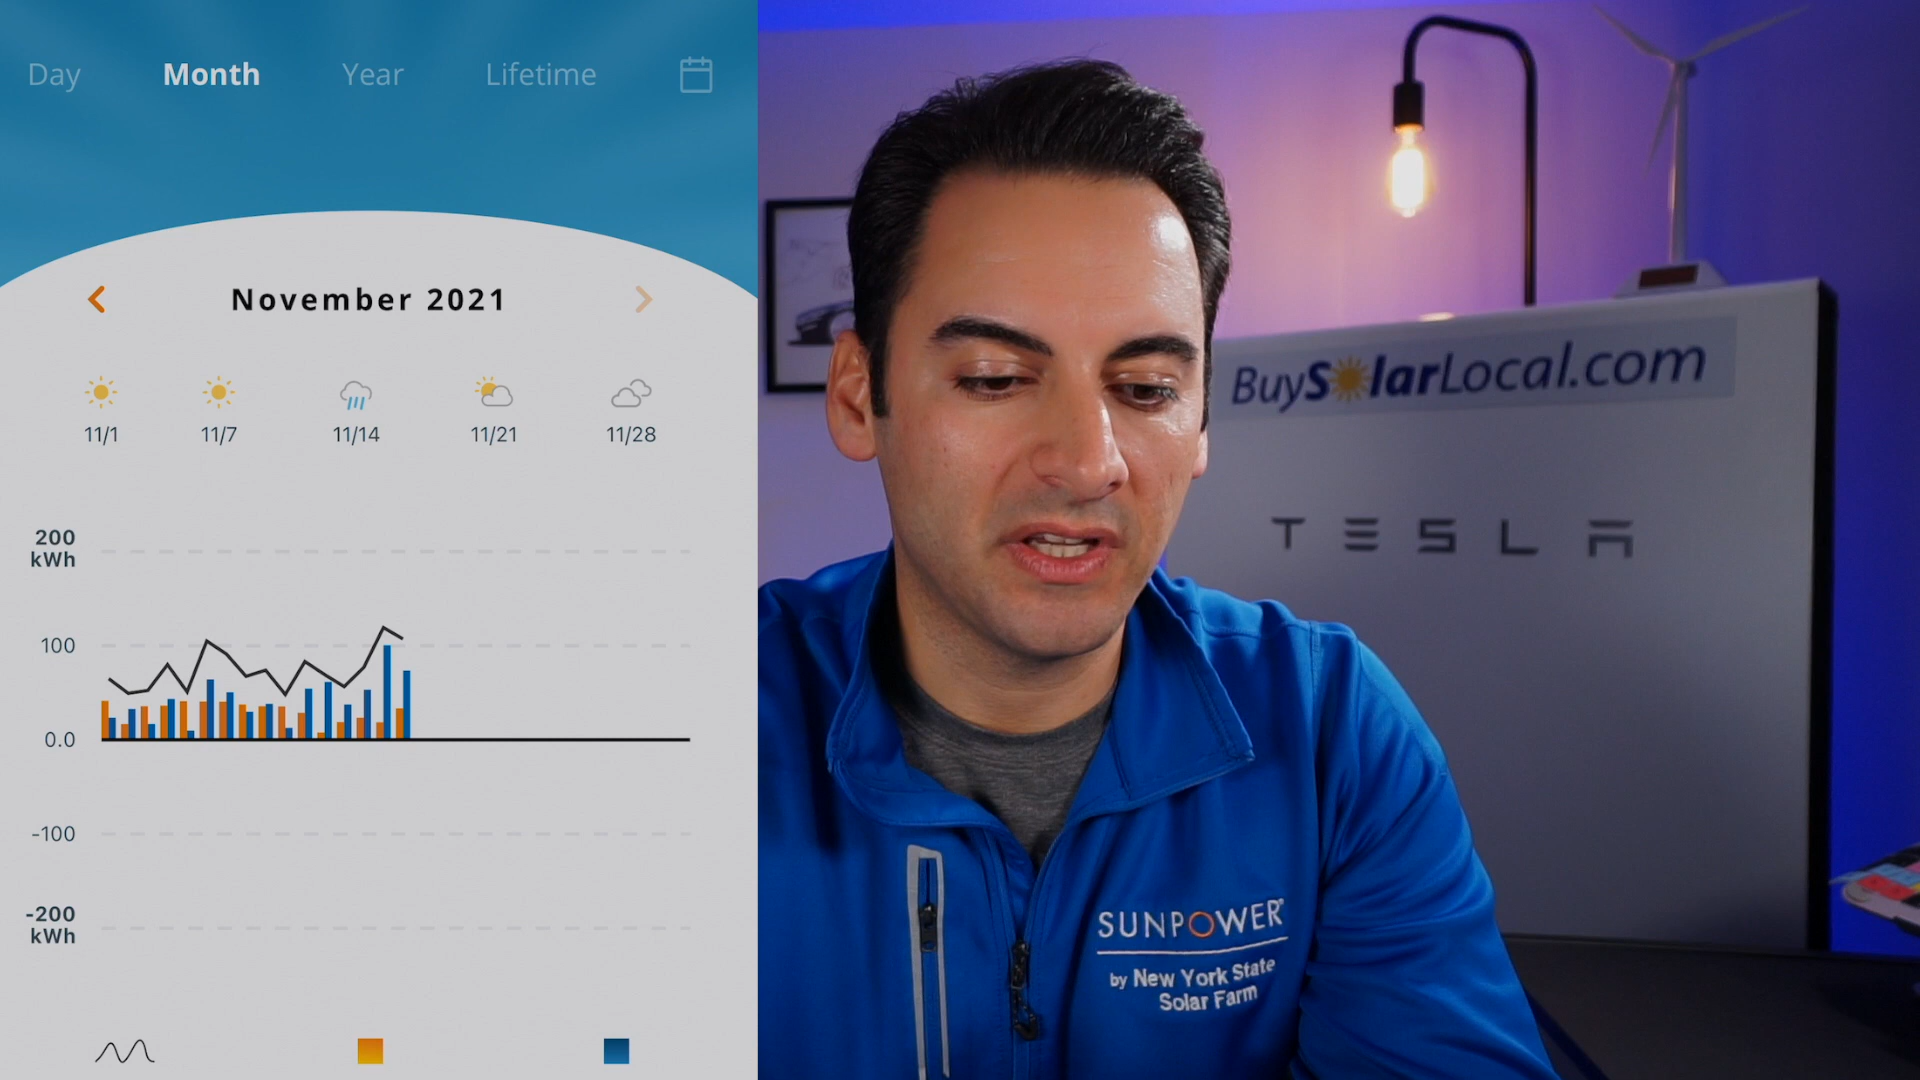 Day Month Year Lifetime
November 2021
11/1 11/7 11/14 11/21 11/28
200
kWh
100
0.0
-100
-200
kWh
BuySolarLocal.com
TESLA
SUNPOWER
by New York State
Solar Farm